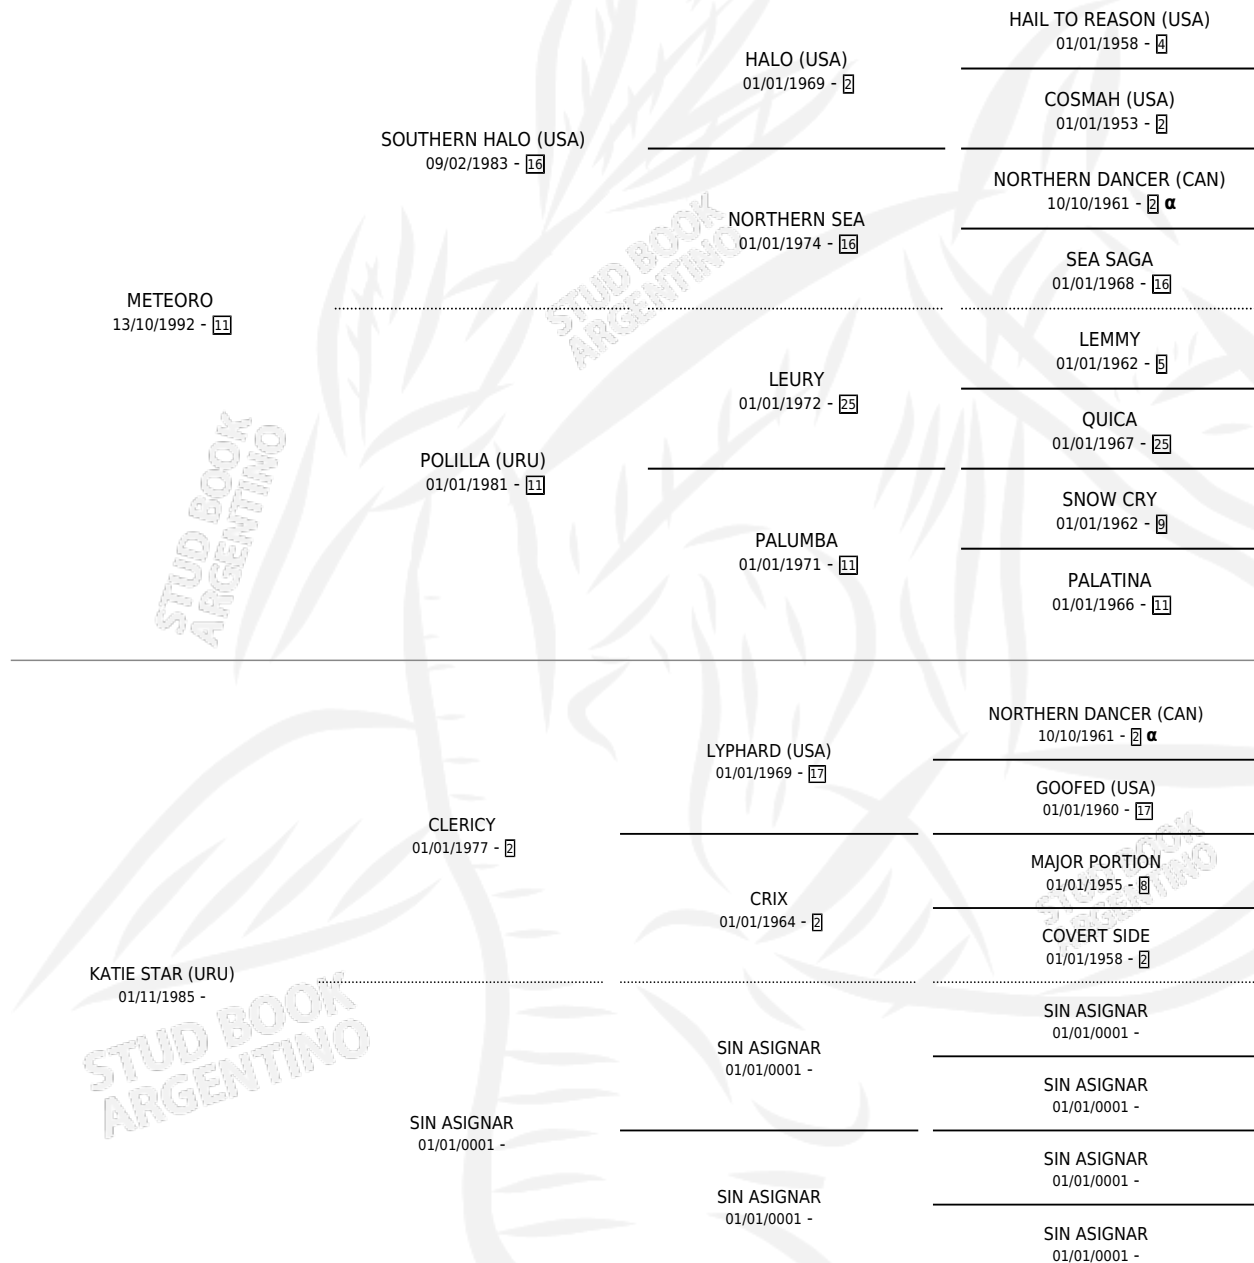 HAIL TO REASON (USA)
01/01/1958 - 4
HALO (USA)
01/01/1969 - 2
COSMAH (USA)
01/01/1953 - 2
SOUTHERN HALO (USA)
09/02/1983 - 16
NORTHERN DANCER (CAN)
10/10/1961 - 2 α
NORTHERN SEA
01/01/1974 - 16
SEA SAGA
01/01/1968 - 16
METEORO
13/10/1992 - 11
LEMMY
01/01/1962 - 5
LEURY
01/01/1972 - 25
QUICA
01/01/1967 - 25
POLILLA (URU)
01/01/1981 - 11
SNOW CRY
01/01/1962 - 9
PALUMBA
01/01/1971 - 11
PALATINA
01/01/1966 - 11
NORTHERN DANCER (CAN)
10/10/1961 - 2 α
LYPHARD (USA)
01/01/1969 - 17
GOOFED (USA)
01/01/1960 - 17
CLERICY
01/01/1977 - 2
MAJOR PORTION
01/01/1955 - 8
CRIX
01/01/1964 - 2
COVERT SIDE
01/01/1958 - 2
KATIE STAR (URU)
01/11/1985 -
SIN ASIGNAR
01/01/0001 -
SIN ASIGNAR
01/01/0001 -
SIN ASIGNAR
01/01/0001 -
SIN ASIGNAR
01/01/0001 -
SIN ASIGNAR
01/01/0001 -
SIN ASIGNAR
01/01/0001 -
SIN ASIGNAR
01/01/0001 -
STUD BOOK
ARGENTINO
STUD BOOK
ARGENTINO
STUD BOOK
ARGENTINO
STUD BOOK
ARGENTINO